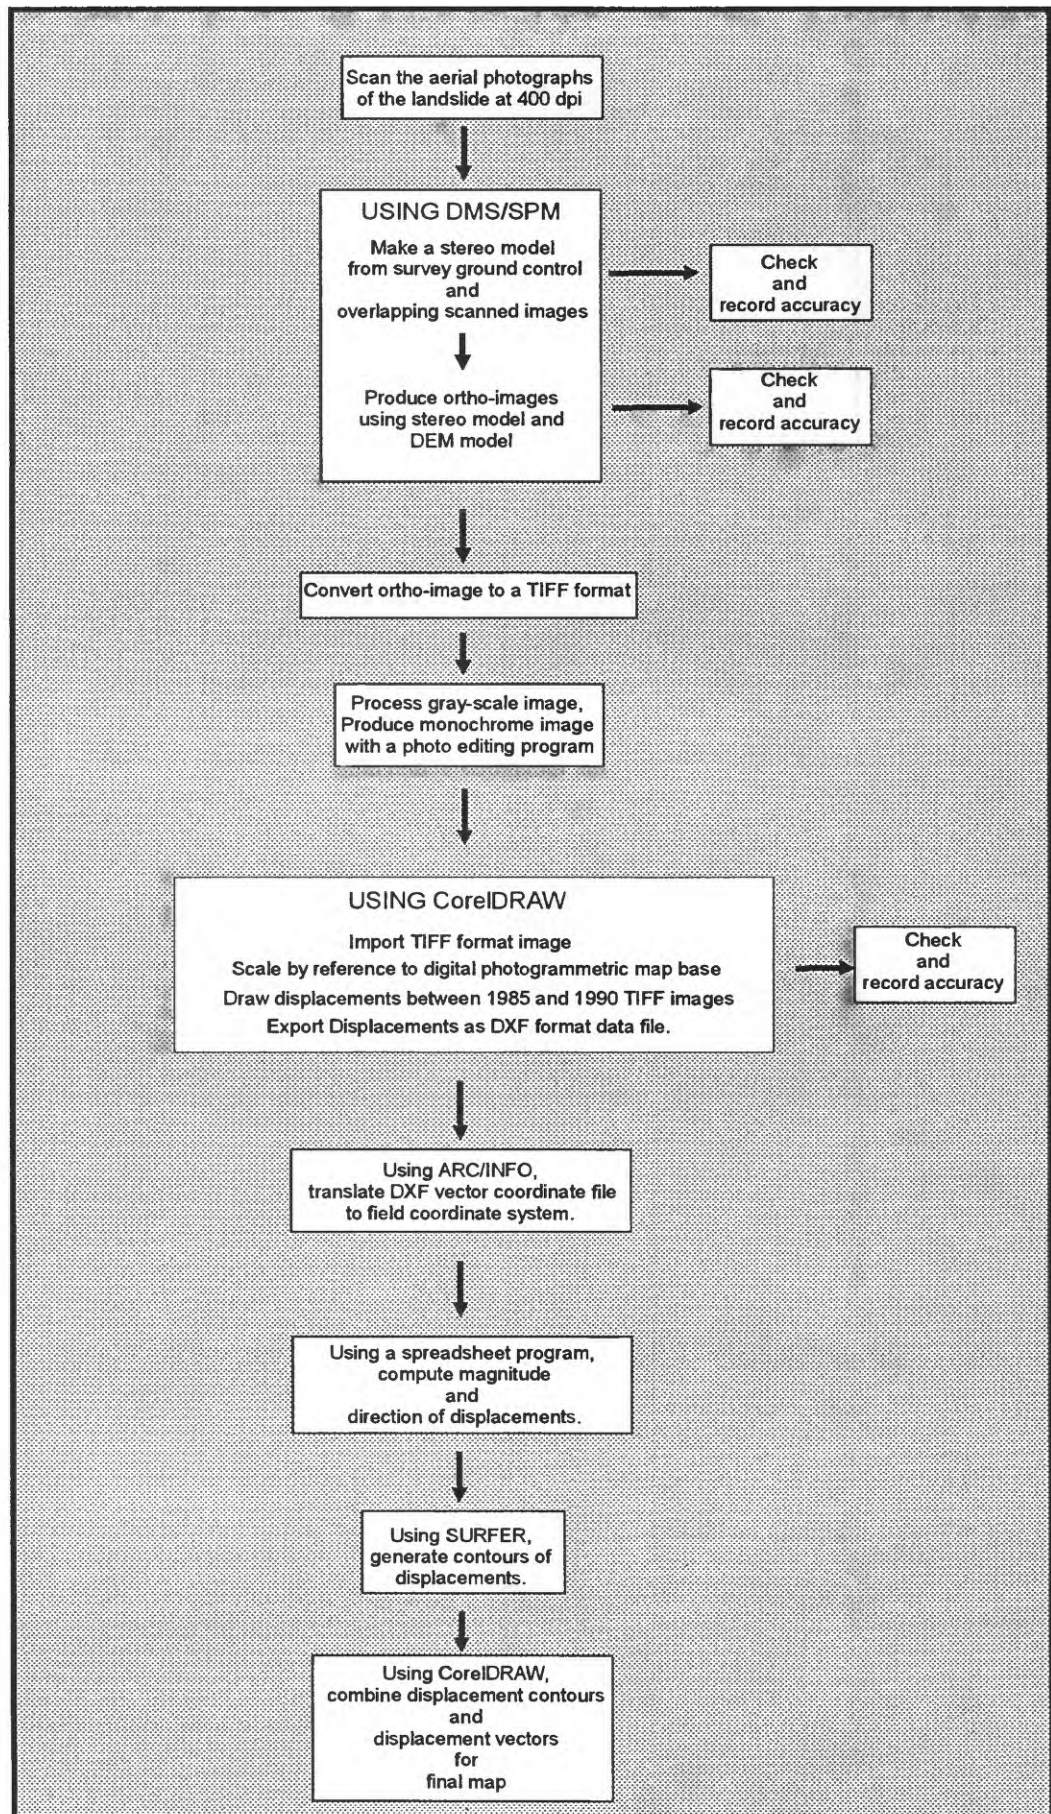 Scan the aerial photographs
of the landslide at 400 dpi
USING DMS/SPM
Make a stereo model
from survey ground control
and
overlapping scanned images
Check
and
record accuracy
Produce ortho-images
using stereo model and
DEM model
Check
and
record accuracy
Convert ortho-image to a TIFF format
Process gray-scale image,
Produce monochrome image
with a photo editing program
USING CorelDRAW
Import TIFF format image
Scale by reference to digital photogrammetric map base
Draw displacements between 1985 and 1990 TIFF images
Export Displacements as DXF format data file.
Check
and
record accuracy
Using ARC/INFO,
translate DXF vector coordinate file
to field coordinate system.
Using a spreadsheet program,
compute magnitude
and
direction of displacements.
Using SURFER,
generate contours of
displacements.
Using CorelDRAW,
combine displacement contours
and
displacement vectors
for
final map